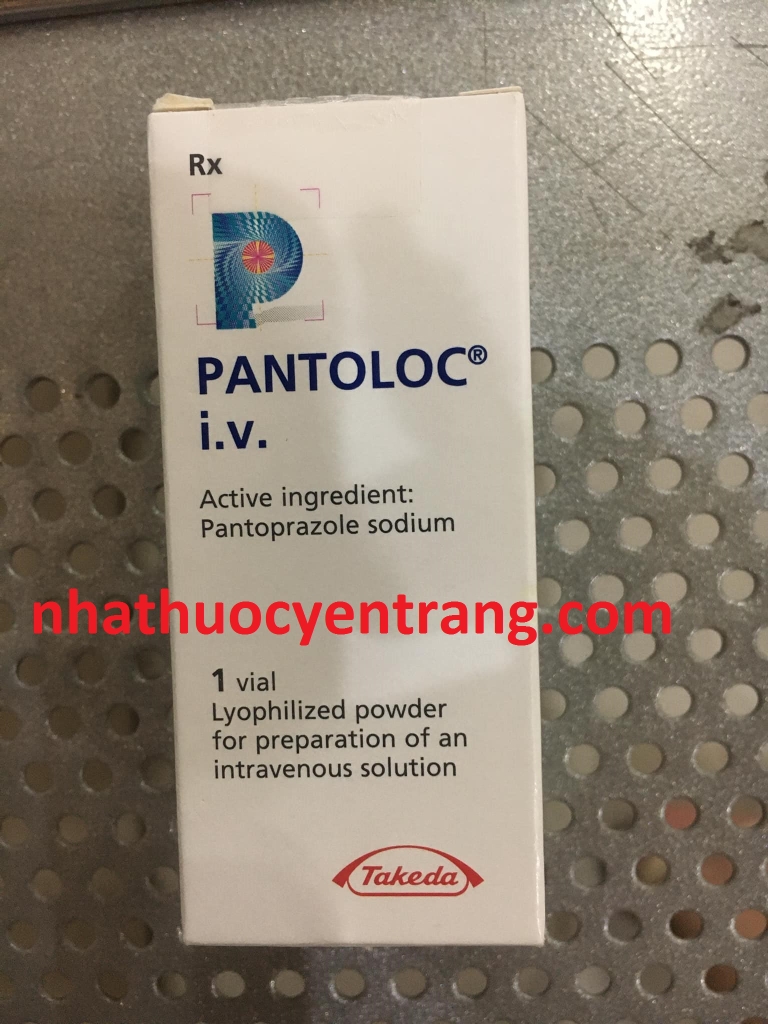 Rx
PANTOLOC®
i.v.
Active ingredient:
Pantoprazole sodium
nhathuocyentrang.com
1 vial
Lyophilized powder
for preparation of an
intravenous solution
Takeda